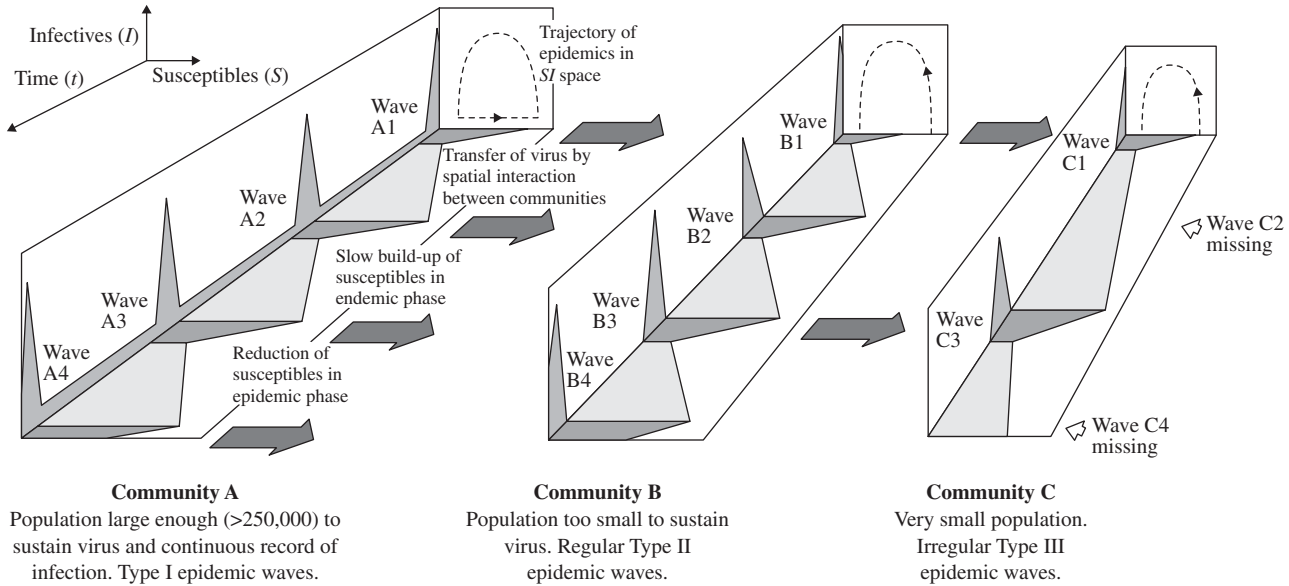 Infectives (I)
Time (t)
Susceptibles (S)
Trajectory of
epidemics in
SI space
Wave
A1
Wave
A2
Wave
A3
Wave
A4
Transfer of virus by
spatial interaction
between communities
Slow build-up of
susceptibles in
endemic phase
Reduction of
susceptibles in
epidemic phase
Wave
B1
Wave
B2
Wave
B3
Wave
B4
Wave
C1
Wave C2
missing
Wave
C3
Wave C4
missing
Community A
Population large enough (>250,000) to
sustain virus and continuous record of
infection. Type I epidemic waves.
Community B
Population too small to sustain
virus. Regular Type II
epidemic waves.
Community C
Very small population.
Irregular Type III
epidemic waves.